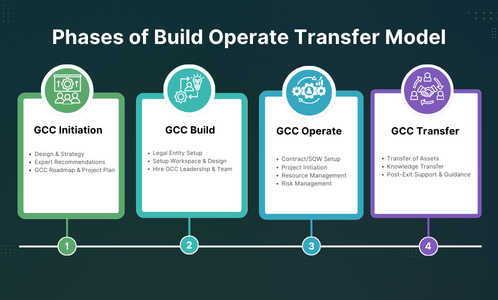 Phases of Build Operate Transfer Model
GCC Initiation
• Design & Strategy
• Expert Recommendations
• GCC Roadmap & Project Plan
1
GCC Build
• Legal Entity Setup
• Setup Workspace & Design
• Hire GCC Leadership & Team
2
GCC Operate
• Contract/SOW Setup
• Project Initiation
• Resource Management
• Risk Management
3
GCC Transfer
• Transfer of Assets
• Knowledge Transfer
• Post-Exit Support & Guidance
4